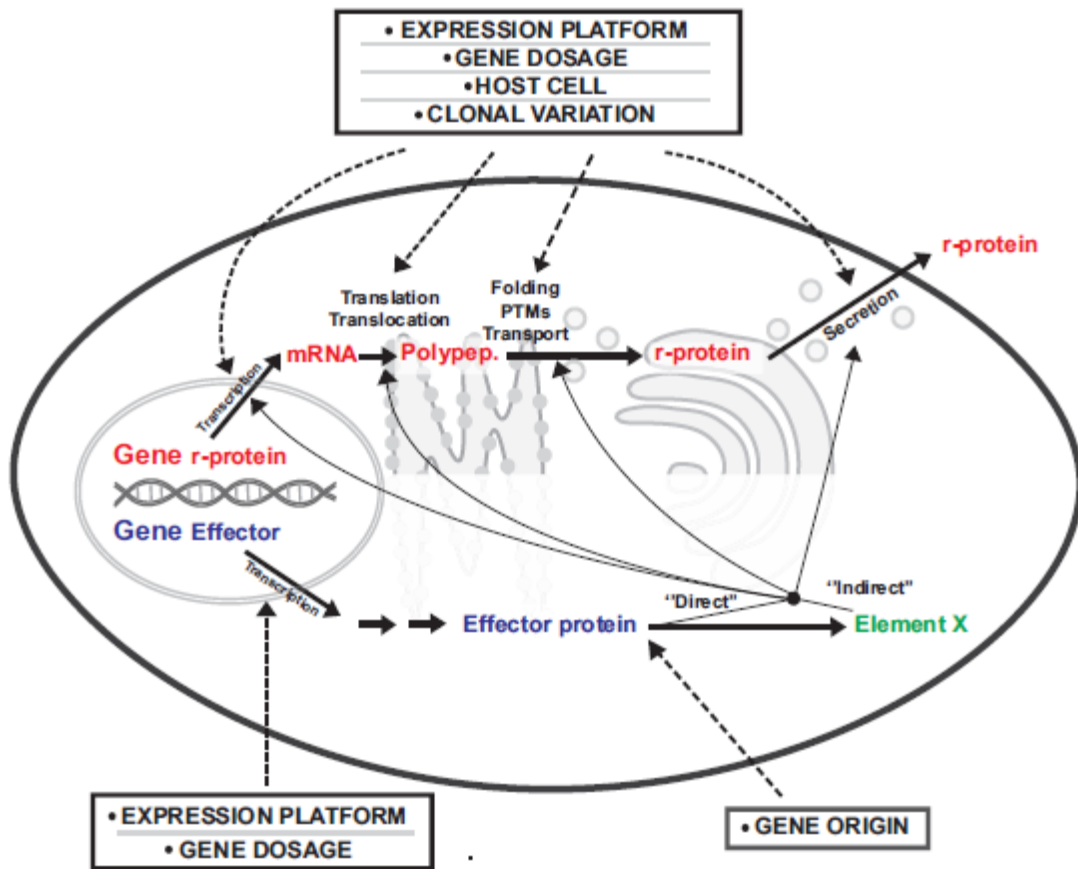 • EXPRESSION PLATFORM
• GENE DOSAGE
• HOST CELL
• CLONAL VARIATION
r-protein
Secretion
Folding
PTMs
Transport
Translation
Translocation
mRNA
Polypep.
r-protein
Transcription
Gene r-protein
Gene Effector
Transcription
‘'Direct"
‘'Indirect"
Effector protein
Element X
• EXPRESSION PLATFORM
• GENE DOSAGE
• GENE ORIGIN
.